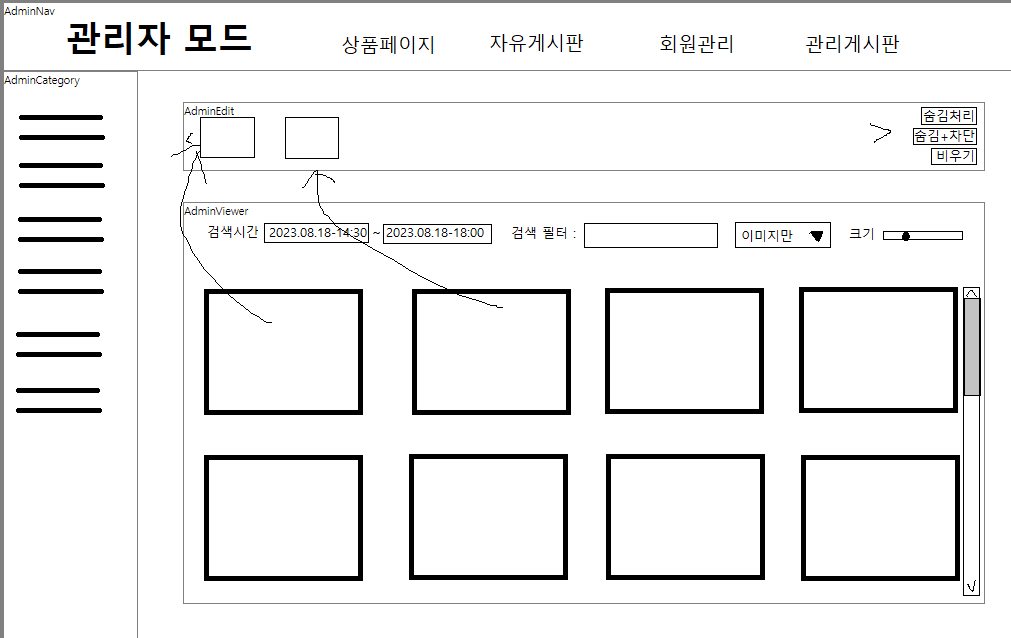 AdminNav
관리자 모드
상품페이지
자유게시판
회원관리
관리게시판
AdminCategory
AdminEdit
숨김처리
숨김+차단
비우기
AdminViewer
검색시간 2023.08.18-14:30 ~ 2023.08.18-18:00 검색 필터 : 이미지만 크기